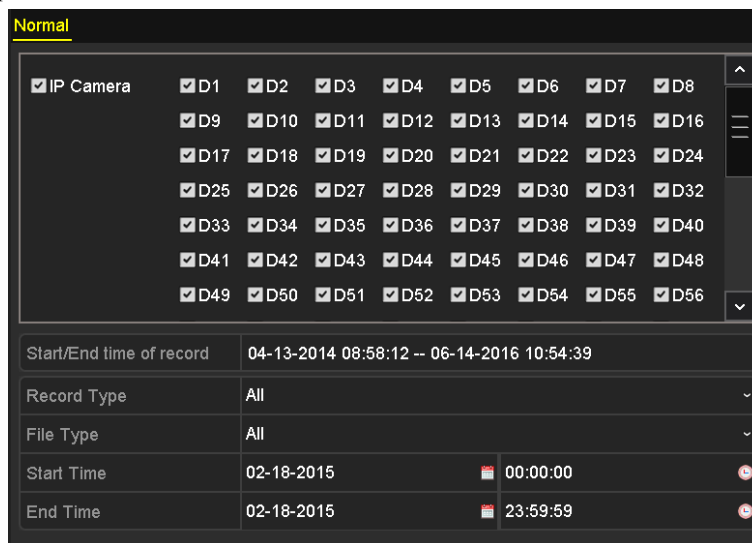 Normal
IP Camera D1 D2 D3 D4 D5 D6 D7 D8
D9 D10 D11 D12 D13 D14 D15 D16
D17 D18 D19 D20 D21 D22 D23 D24
D25 D26 D27 D28 D29 D30 D31 D32
D33 D34 D35 D36 D37 D38 D39 D40
D41 D42 D43 D44 D45 D46 D47 D48
D49 D50 D51 D52 D53 D54 D55 D56
Start/End time of record 04-13-2014 08:58:12 -- 06-14-2016 10:54:39
Record Type All
File Type All
Start Time 02-18-2015 00:00:00
End Time 02-18-2015 23:59:59